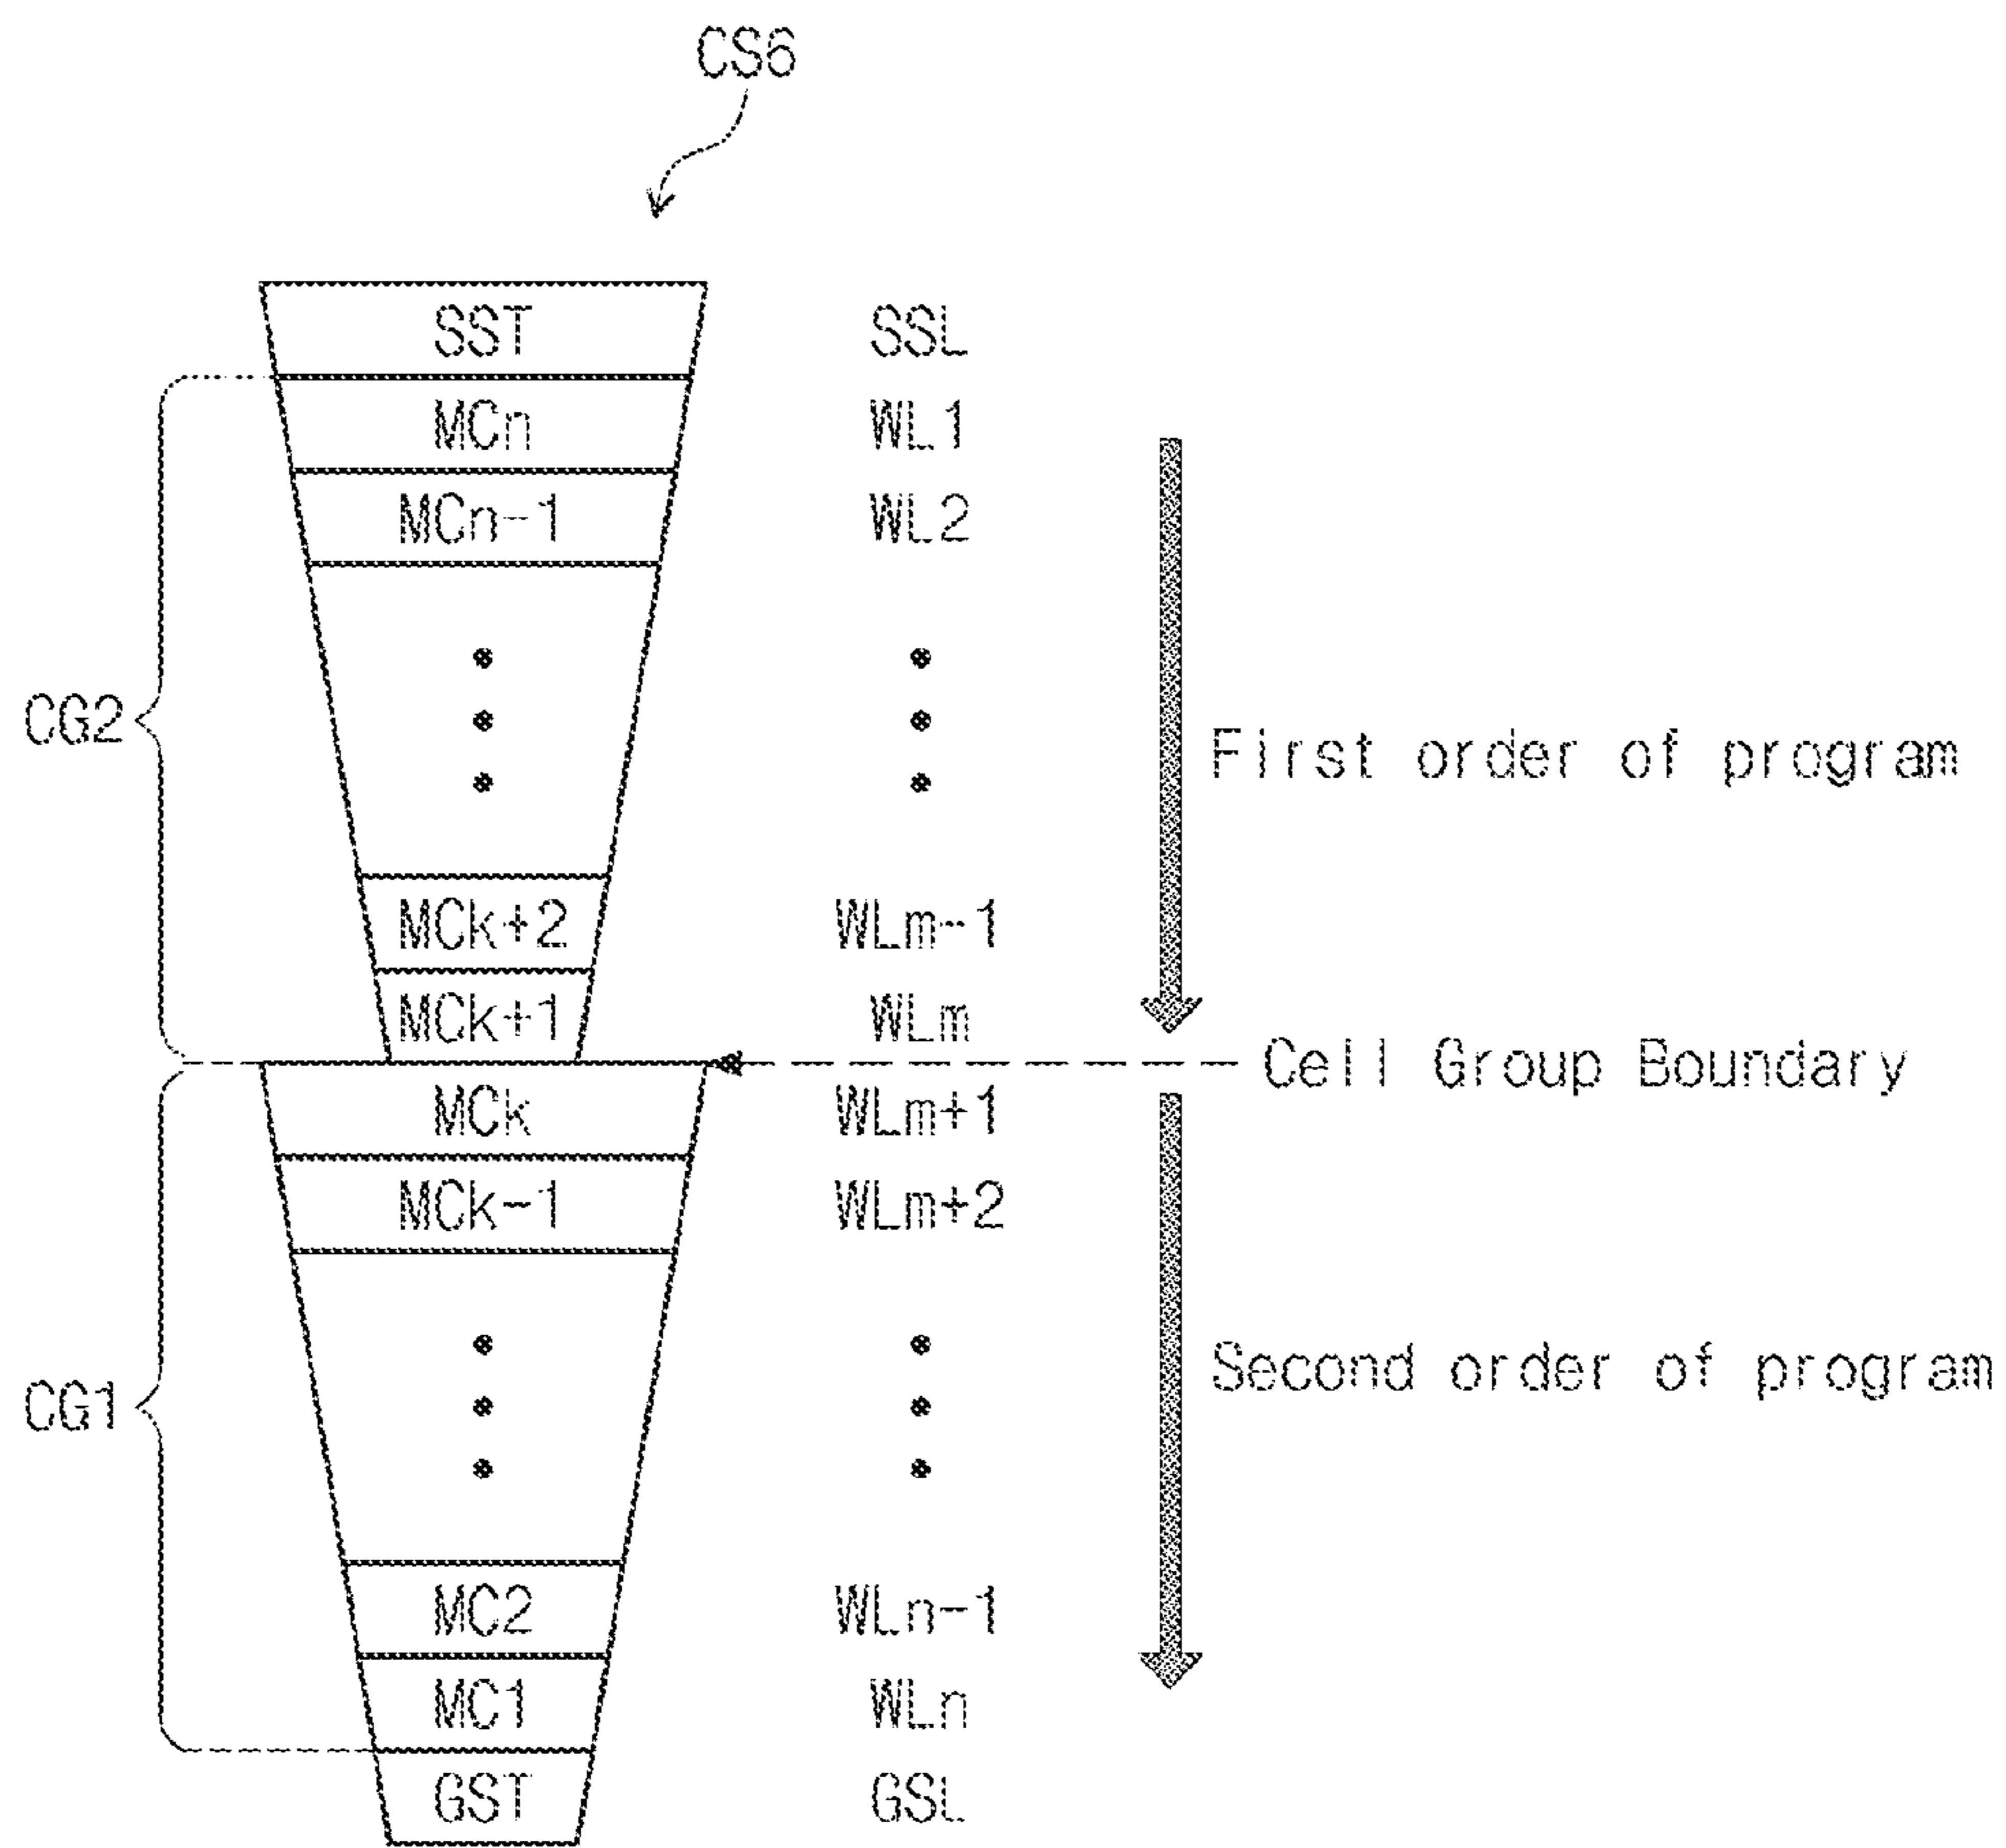 CS6
SST SSL
MCn WL1
MCn-1 WL2
CG2
First order of program
MCk+2 WLm-1
MCk+1 WLm
Cell Group Boundary
MCk WLm+1
MCk-1 WLm+2
CG1
Second order of program
MC2 WLn-1
MC1 WLn
GST GSL